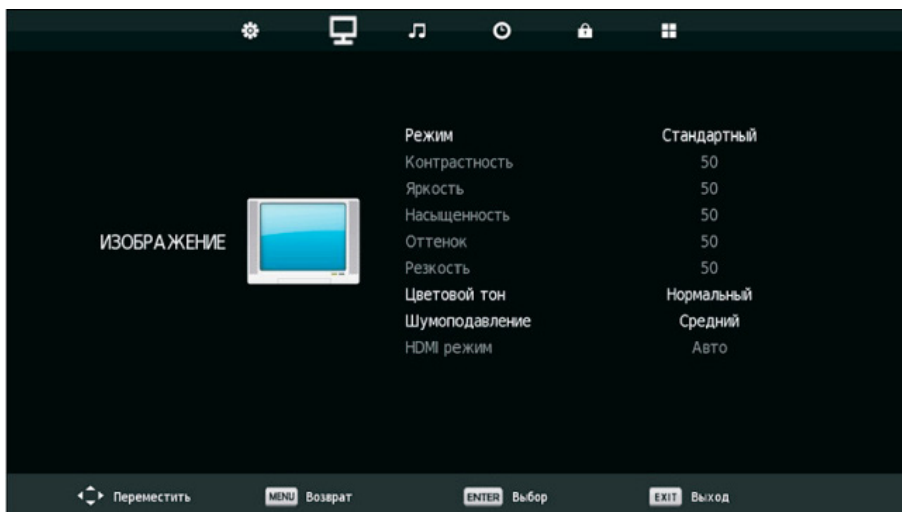 Режим Стандартный
Контрастность 50
Яркость 50
Насыщенность 50
ИЗОБРАЖЕНИЕ
Оттенок 50
Резкость 50
Цветовой тон Нормальный
Шумоподавление Средний
HDMI режим Авто
Переместить MENU Возврат ENTER Выбор EXIT Выход